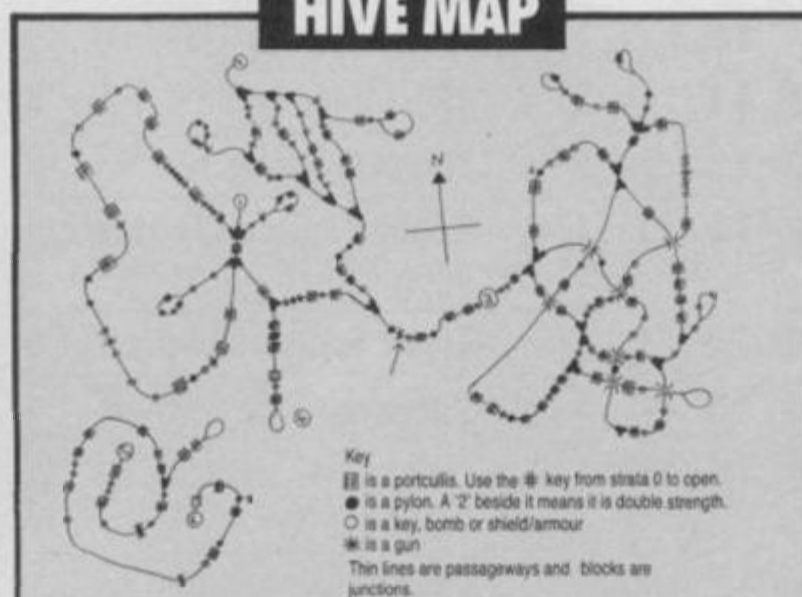 HIVE MAP
N
Key
is a portcullis. Use the # key from strata 0 to open.
is a pylon. A '2' beside it means it is double strength.
is a key, bomb or shield/armour
is a gun
Thin lines are passageways and blocks are
junctions.